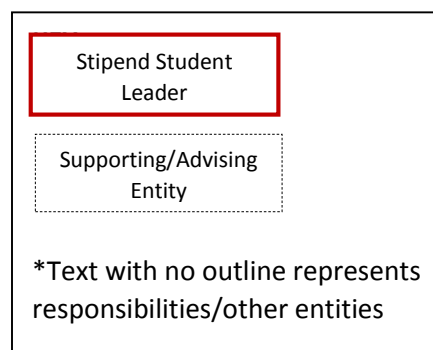 Stipend Student
Leader
Supporting/Advising
Entity
*Text with no outline represents
responsibilities/other entities